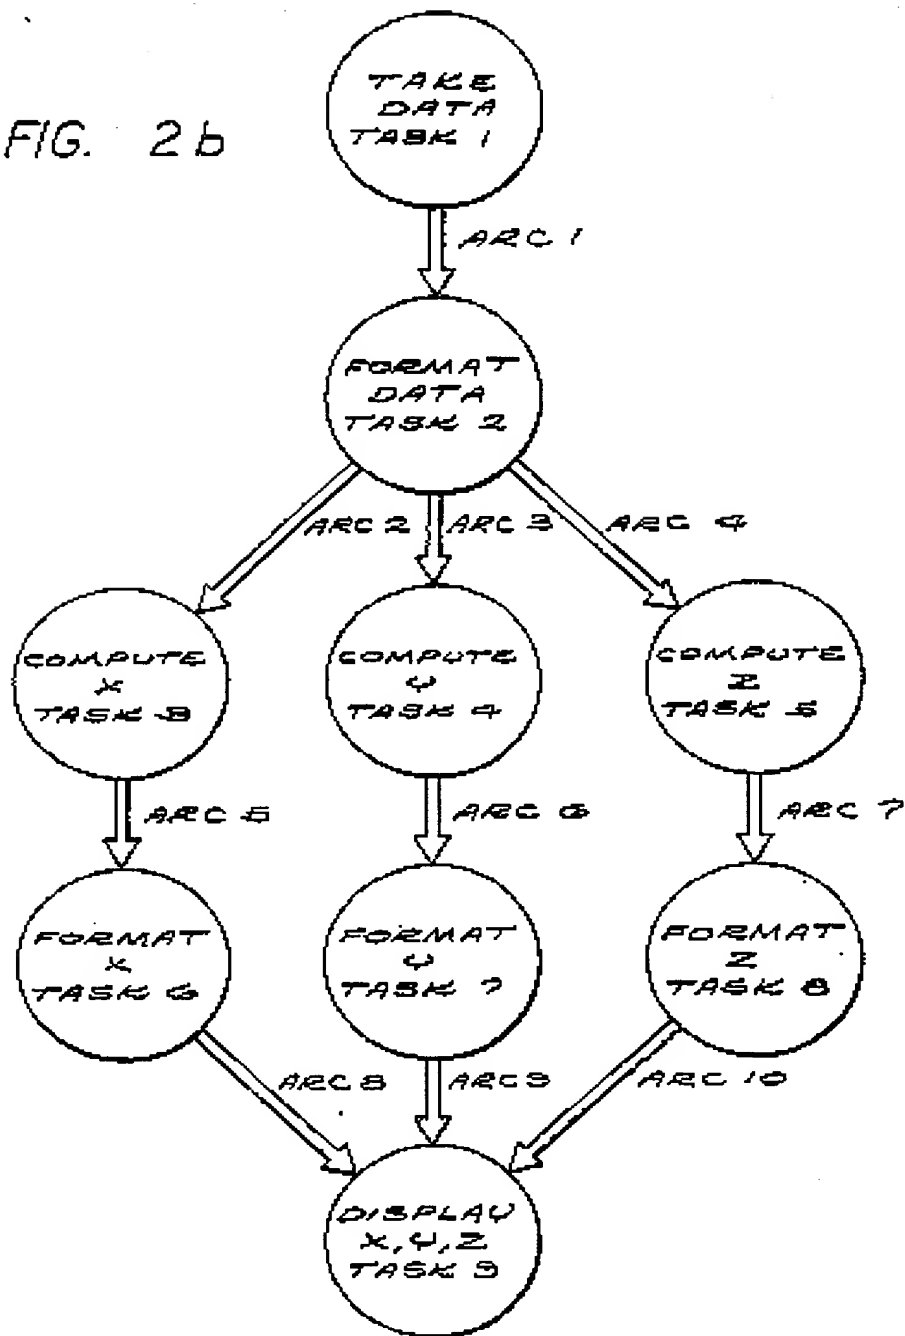 FIG. 2b
TAKE
DATA
TASK 1
ARC 1
FORMAT
DATA
TASK 2
ARC 2
ARC 3
ARC 4
COMPUTE
X
TASK 3
COMPUTE
Y
TASK 4
COMPUTE
Z
TASK 5
ARC 5
ARC 6
ARC 7
FORMAT
X
TASK 6
FORMAT
Y
TASK 7
FORMAT
Z
TASK 8
ARC 8
ARC 9
ARC 10
DISPLAY
X, Y, Z
TASK 9